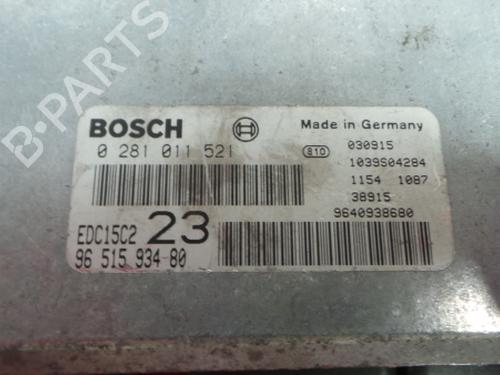 B-PARTS
BOSCH
Made in Germany
0 281 011 521
810 030915
1039S04284
1154 1087
38915
9640938680
EDC15C2 23
96 515 934-80